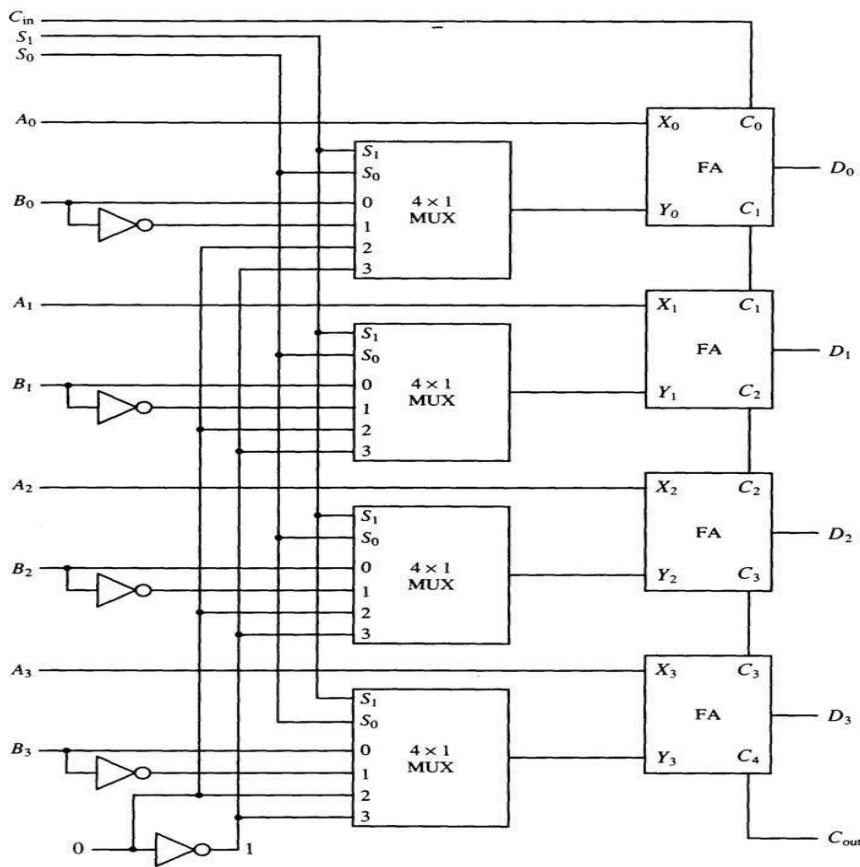 C_in
S_1
S_0
A_0 X_0 C_0
S_1
S_0 4 × 1 FA D_0
B_0 0 MUX Y_0
1 C_1
2
3
A_1 X_1 C_1
S_1
S_0 4 × 1 FA D_1
B_1 0 MUX Y_1
1 C_2
2
3
A_2 X_2 C_2
S_1
S_0 4 × 1 FA D_2
B_2 0 MUX Y_2
1 C_3
2
3
A_3 X_3 C_3
S_1
S_0 4 × 1 FA D_3
B_3 0 MUX Y_3
1 C_4
2
3
0 1 C_out